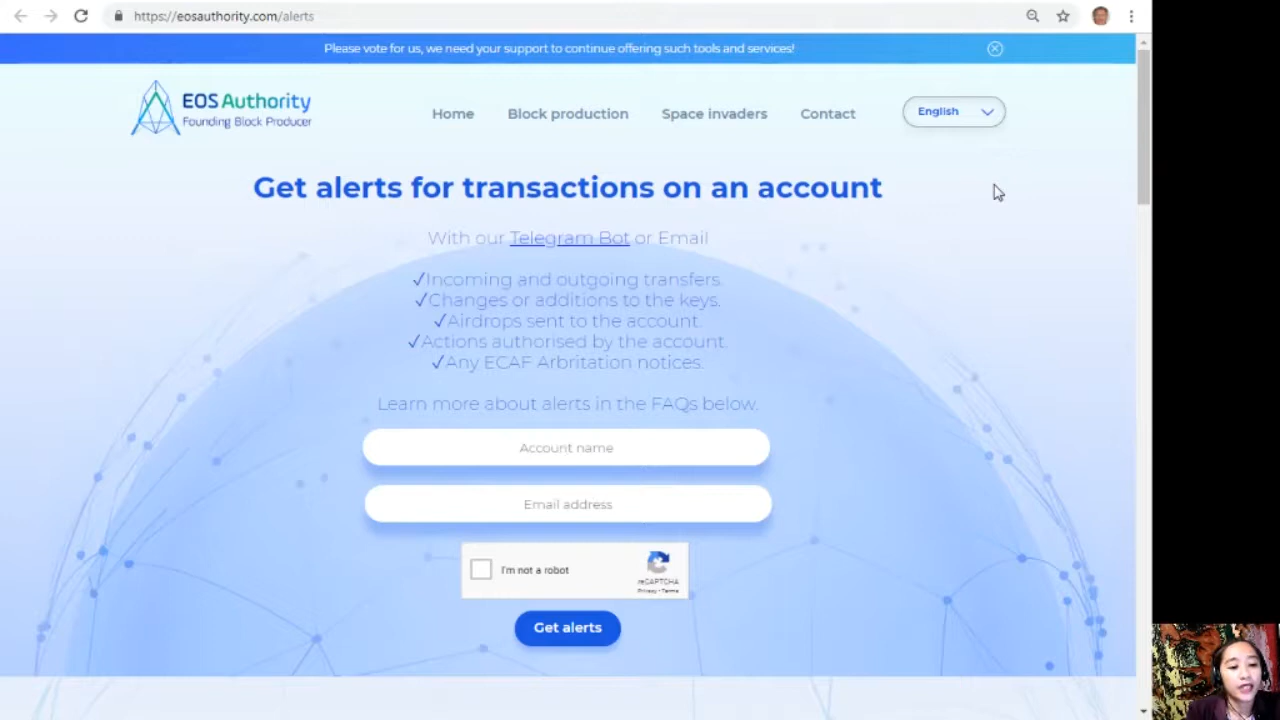 https://eosauthority.com/alerts
Please vote for us, we need your support to continue offering such tools and services!
EOS Authority
Founding Block Producer
Home Block production Space invaders Contact English
Get alerts for transactions on an account
With our Telegram Bot or Email
✓Incoming and outgoing transfers.
✓Changes or additions to the keys.
✓Airdrops sent to the account.
✓Actions authorised by the account.
✓Any ECAF Arbritation notices.
Learn more about alerts in the FAQs below.
Account name
Email address
I'm not a robot
reCAPTCHA
Privacy - Terms
Get alerts